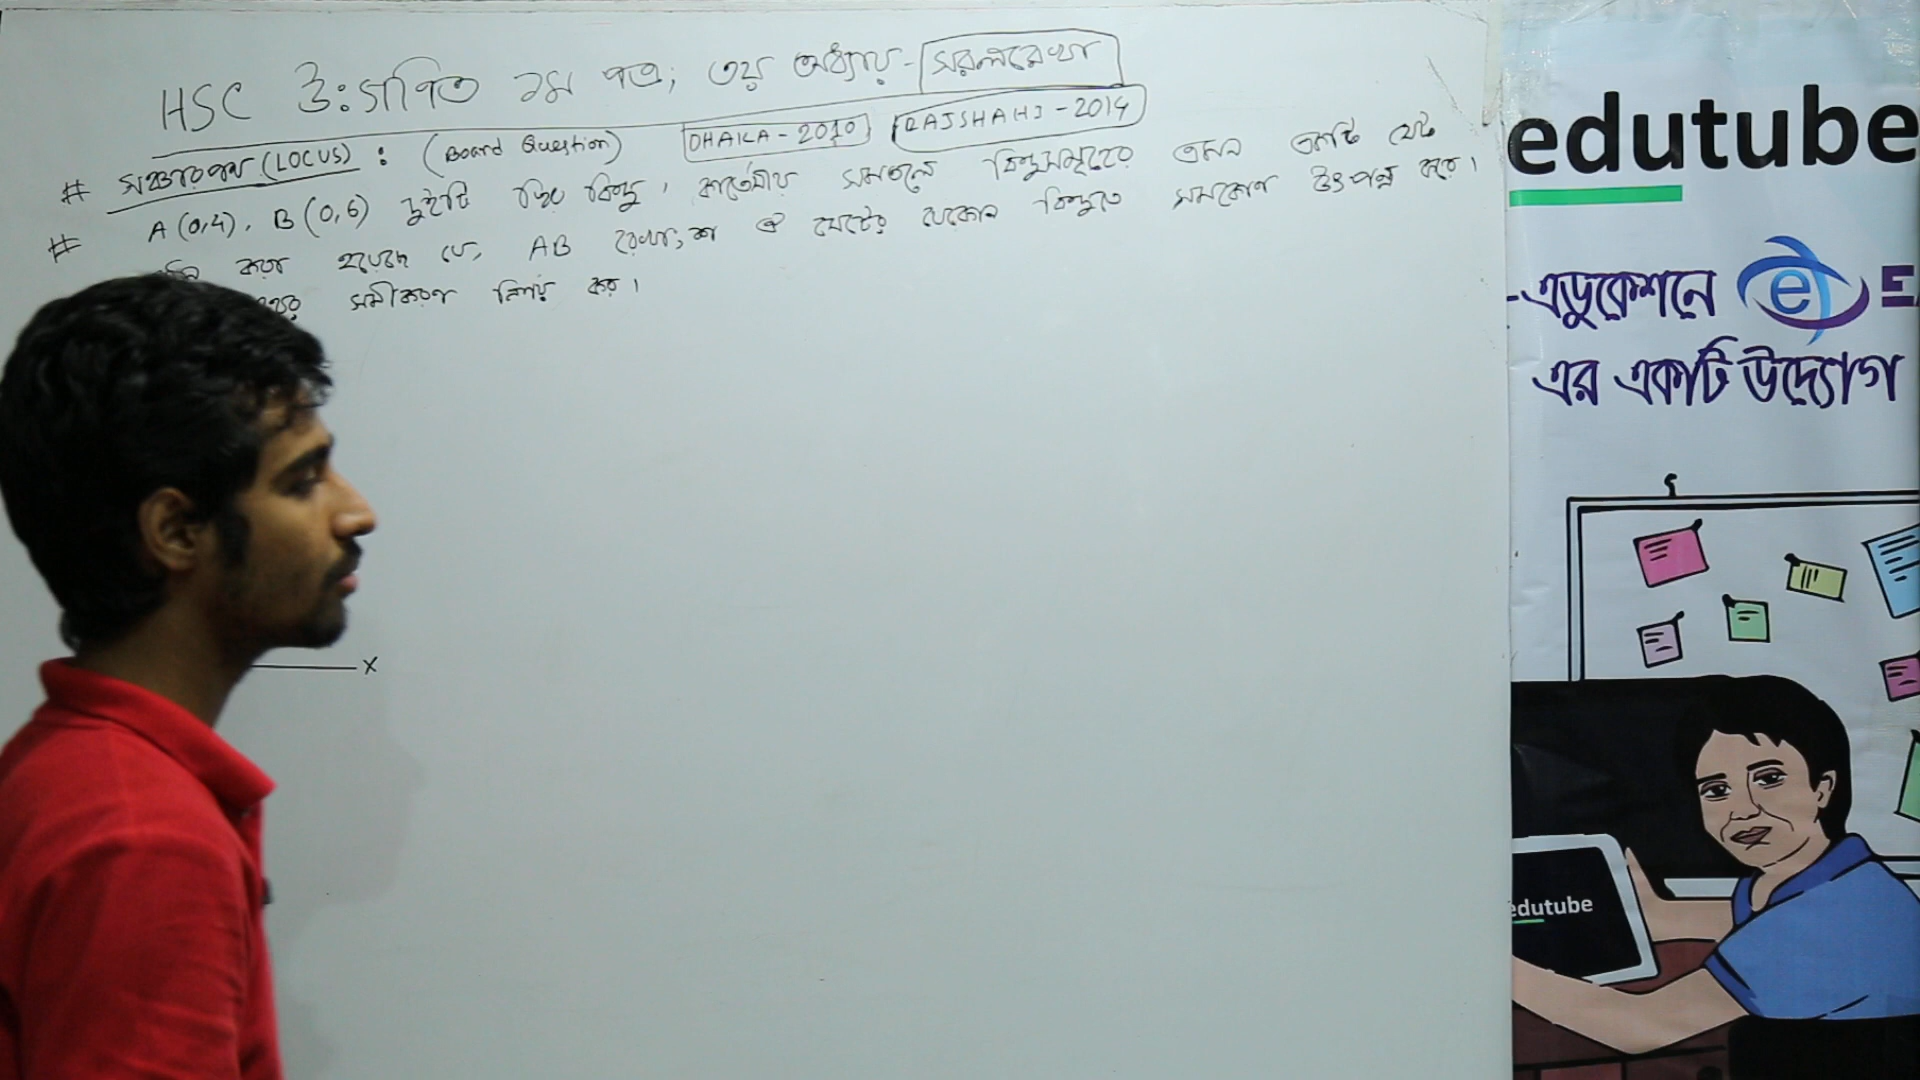 HSC উঃগণিত ১ম পত্র, ৩য় অধ্যায় - সরলরেখা
# সঞ্চারপথ (LOCUS) : (Board Question) DHAKA - 2010 RAJSHAHI - 2014
# A(0,4), B(0,6) দুইটি স্থির বিন্দু। কার্তেসীয় সমতলে বিন্দুসমূহের এমন একটি সেট
করা হয়েছে যে, AB রেখাংশ ঐ সেটের যেকোন বিন্দুতে সমকোণ উৎপন্ন করে।
সমীকরণ নির্ণয় কর।
X
edutube
-এডুকেশনে e
এর একটি উদ্যোগ
edutube